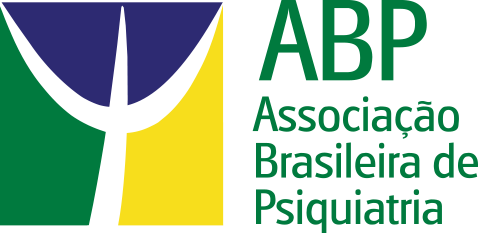 ABP
Associação
Brasileira de
Psiquiatria